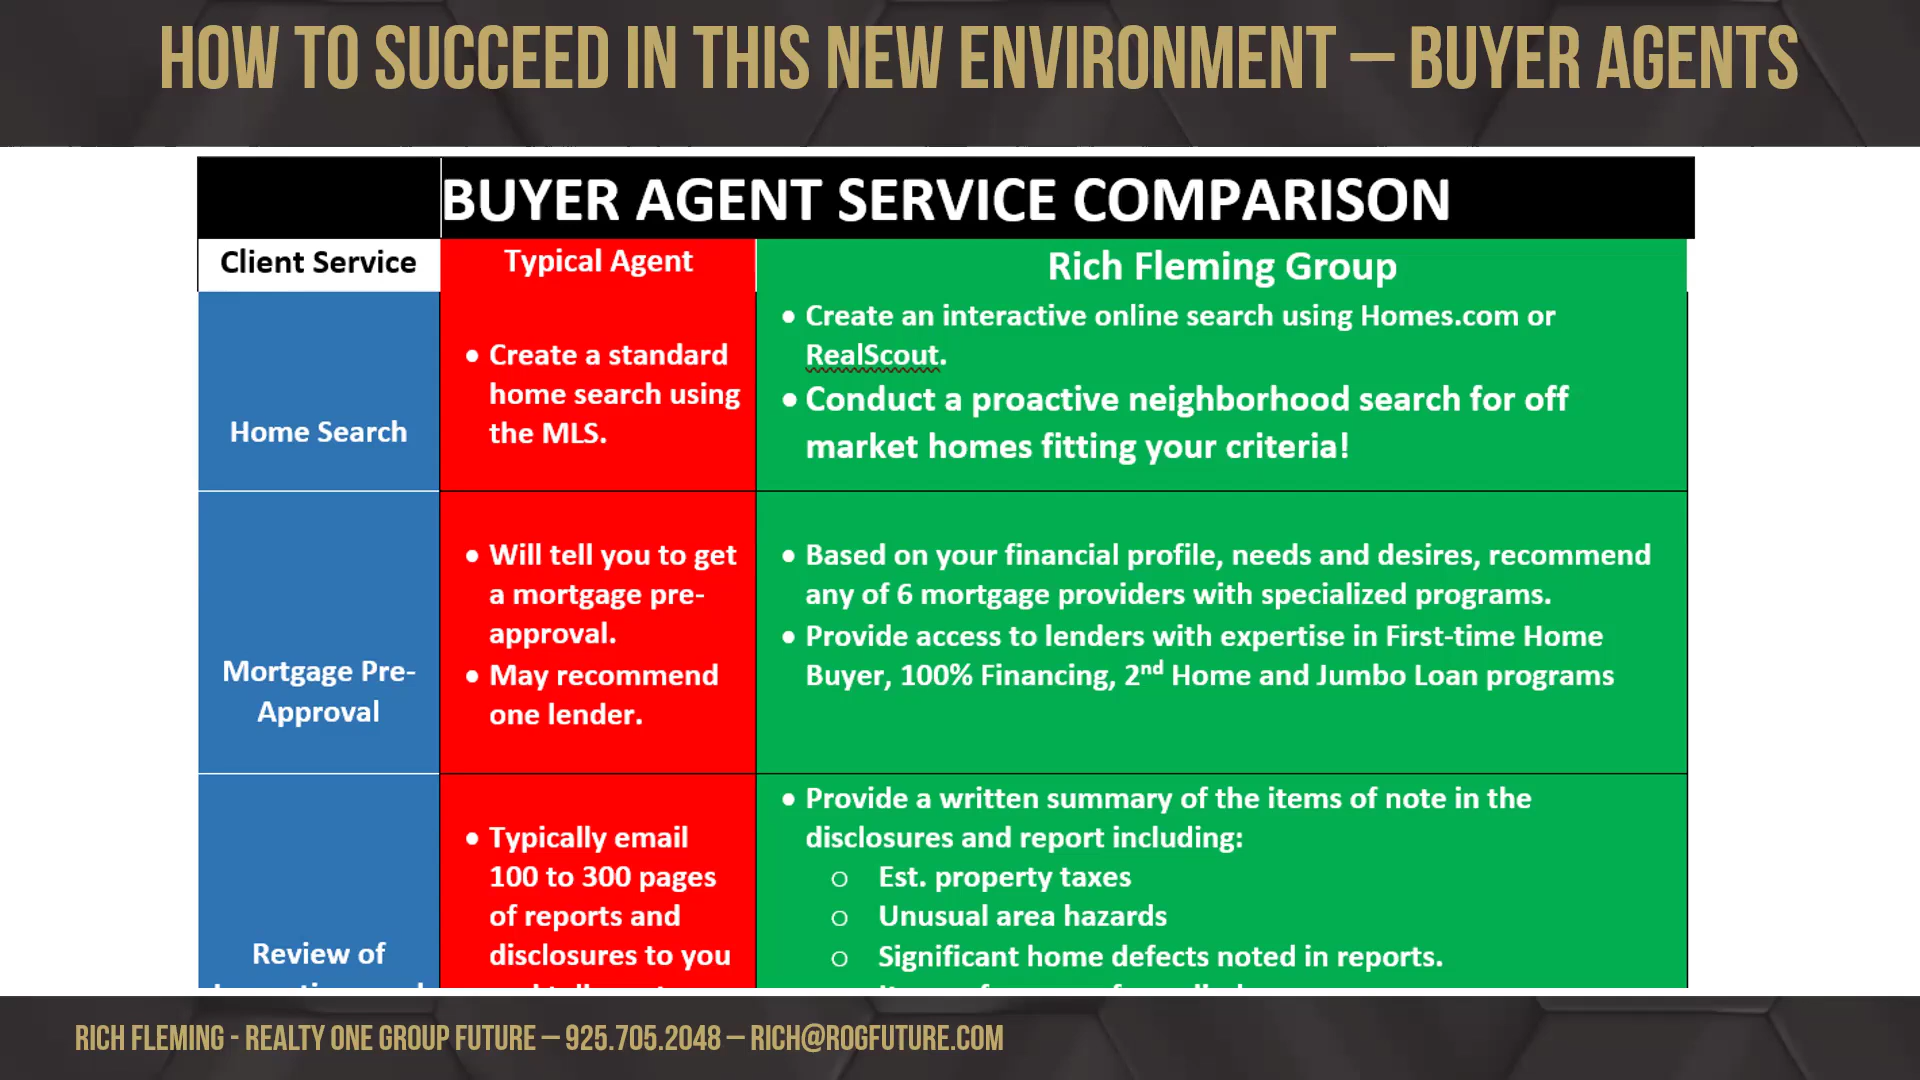 HOW TO SUCCEED IN THIS NEW ENVIRONMENT – BUYER AGENTS
BUYER AGENT SERVICE COMPARISON
Client Service
Typical Agent
Rich Fleming Group
Home Search
• Create a standard
home search using
the MLS.
• Create an interactive online search using Homes.com or
RealScout.
• Conduct a proactive neighborhood search for off
market homes fitting your criteria!
Mortgage Pre-
Approval
• Will tell you to get
a mortgage pre-
approval.
• May recommend
one lender.
• Based on your financial profile, needs and desires, recommend
any of 6 mortgage providers with specialized programs.
• Provide access to lenders with expertise in First-time Home
Buyer, 100% Financing, 2nd Home and Jumbo Loan programs
Review of
• Typically email
100 to 300 pages
of reports and
disclosures to you
• Provide a written summary of the items of note in the
disclosures and report including:
o Est. property taxes
o Unusual area hazards
o Significant home defects noted in reports.
RICH FLEMING - REALTY ONE GROUP FUTURE – 925.705.2048 – RICH@ROGFUTURE.COM